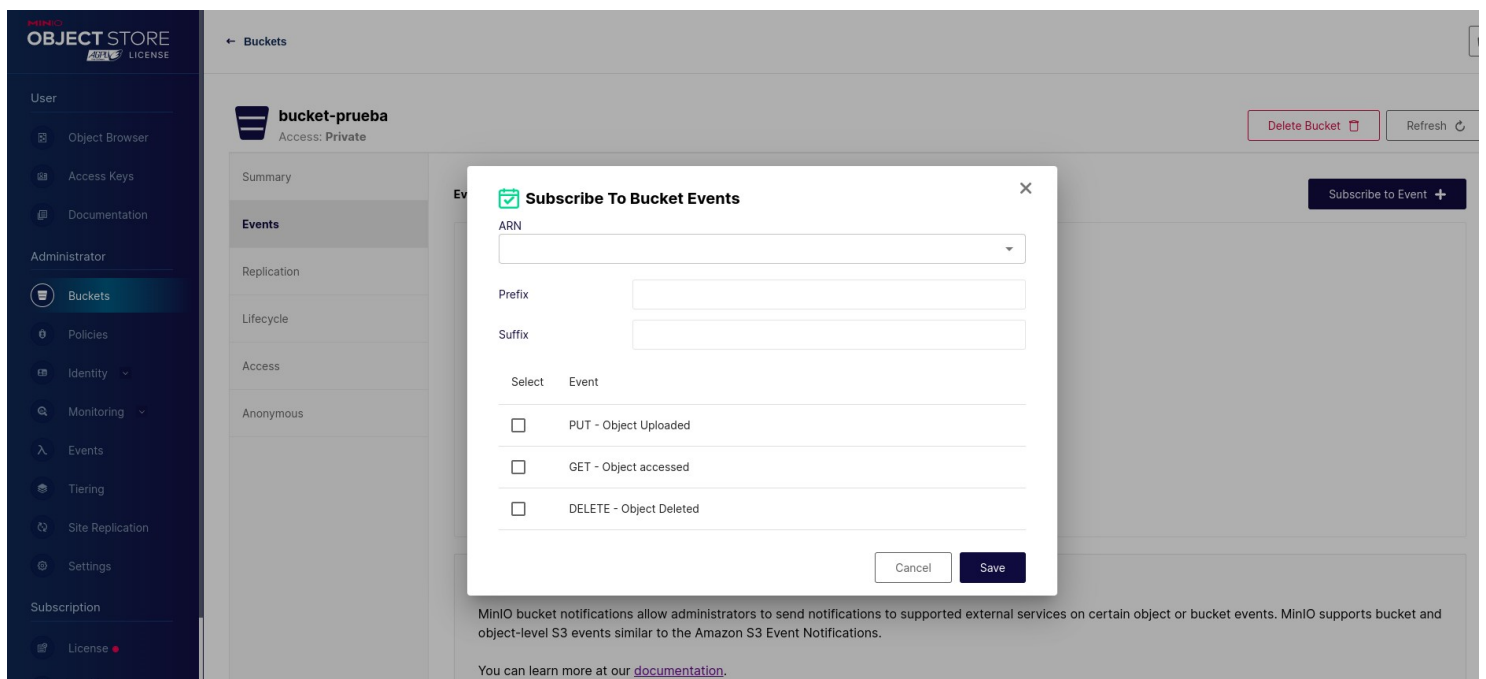 MINIO
OBJECT STORE
AGPLV3 LICENSE
User
Object Browser
Access Keys
Documentation
Administrator
Buckets
Policies
Identity
Monitoring
Events
Tiering
Site Replication
Settings
Subscription
License
← Buckets
bucket-prueba
Access: Private
Delete Bucket
Refresh
Summary
Events
Replication
Lifecycle
Access
Anonymous
Ev
Subscribe to Event +
Subscribe To Bucket Events
ARN
Prefix
Suffix
Select Event
PUT - Object Uploaded
GET - Object accessed
DELETE - Object Deleted
Cancel Save
MinIO bucket notifications allow administrators to send notifications to supported external services on certain object or bucket events. MinIO supports bucket and
object-level S3 events similar to the Amazon S3 Event Notifications.
You can learn more at our documentation.